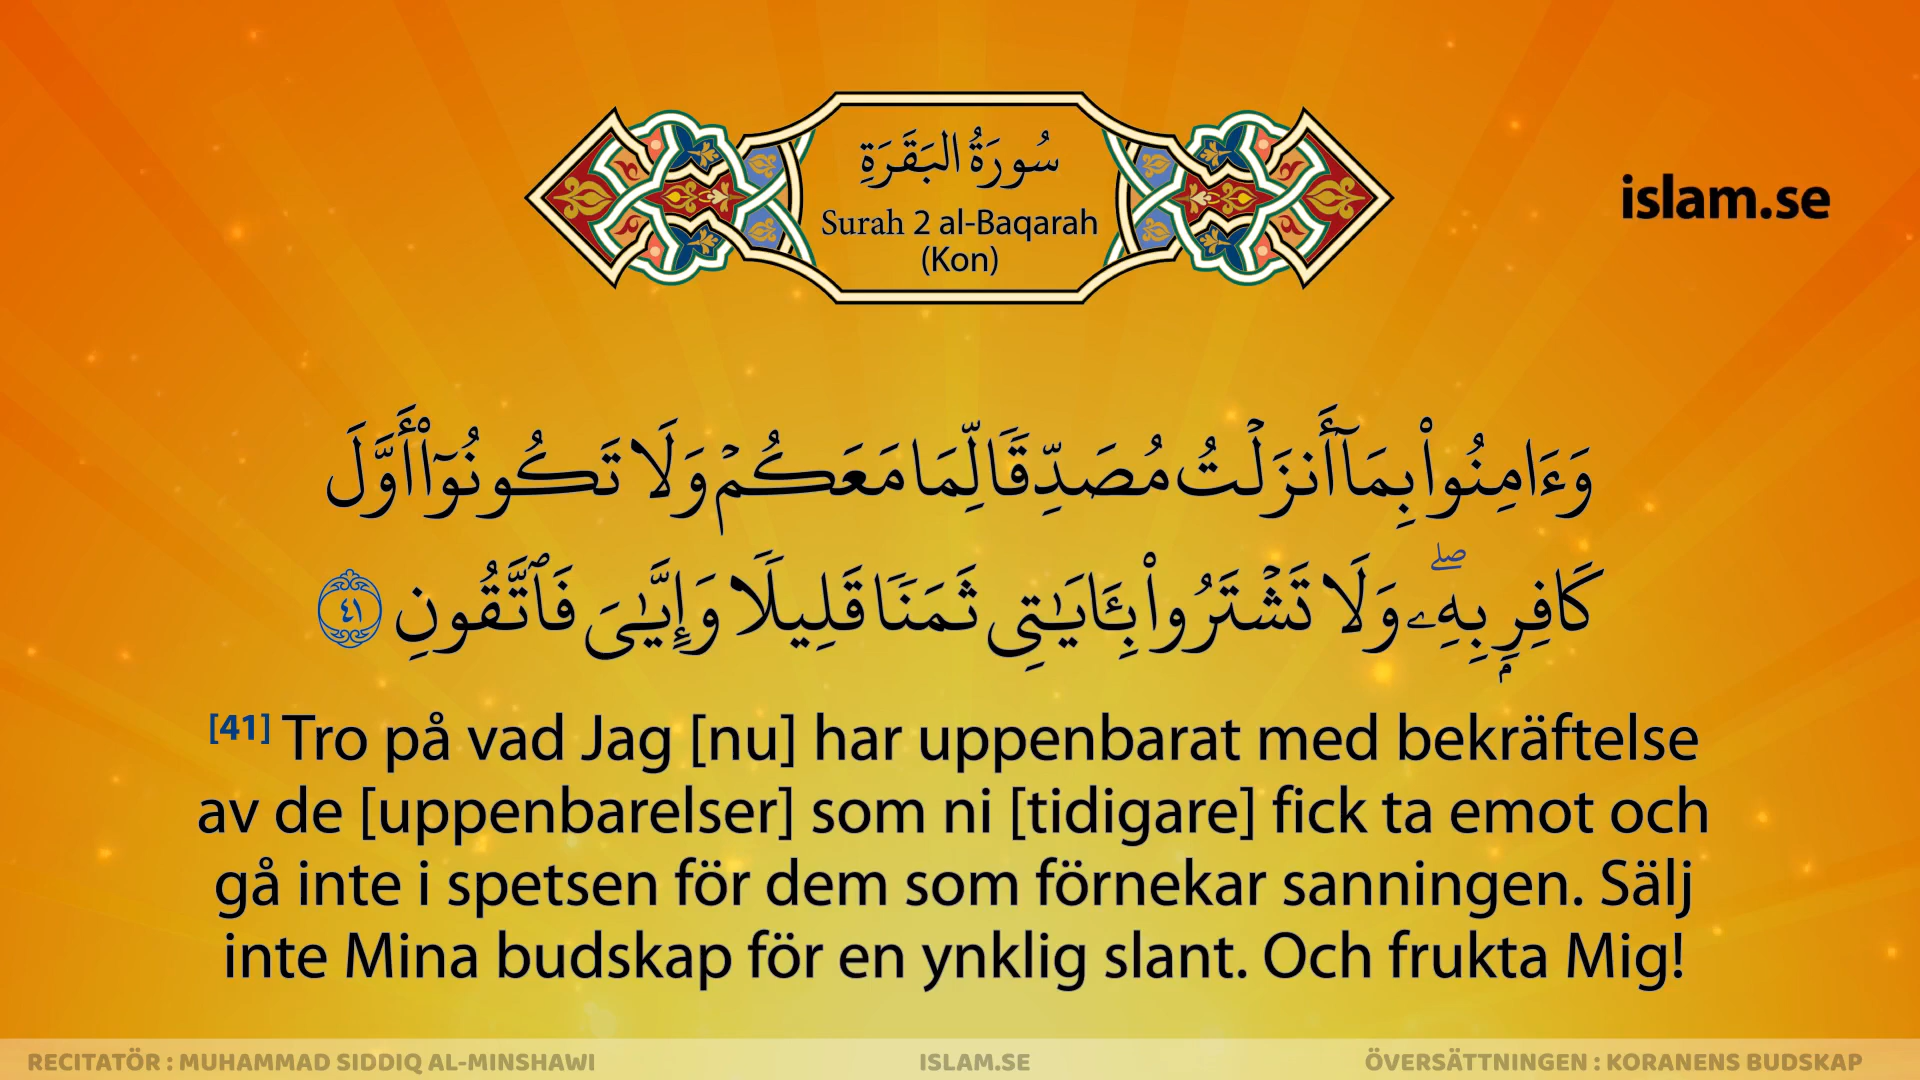 سُورَةُ البَقَرَةِ
Surah 2 al-Baqarah
(Kon)
islam.se
وَءَامِنُوا۟ بِمَآ أَنزَلْتُ مُصَدِّقًا لِّمَا مَعَكُمْ وَلَا تَكُونُوٓا۟ أَوَّلَ
كَافِرٍۭ بِهِۦ ۖ وَلَا تَشْتَرُوا۟ بِـَٔايَـٰتِى ثَمَنًا قَلِيلًا وَإِيَّـٰىَ فَٱتَّقُونِ ٤١
[41] Tro på vad Jag [nu] har uppenbarat med bekräftelse
av de [uppenbarelser] som ni [tidigare] fick ta emot och
gå inte i spetsen för dem som förnekar sanningen. Sälj
inte Mina budskap för en ynklig slant. Och frukta Mig!
RECITATÖR : MUHAMMAD SIDDIQ AL-MINSHAWI
ISLAM.SE
ÖVERSÄTTNINGEN : KORANENS BUDSKAP